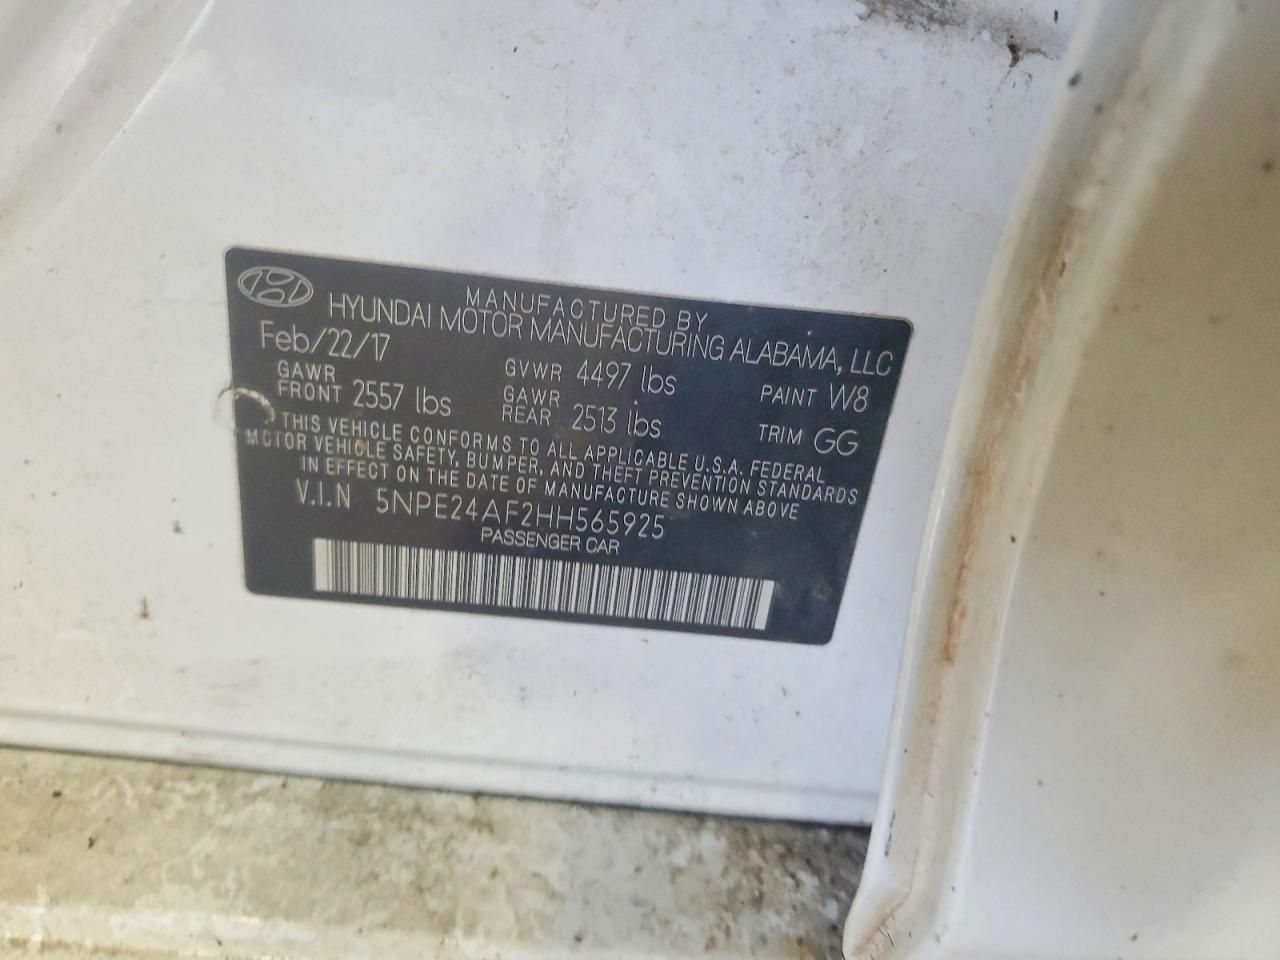 MANUFACTURED BY
HYUNDAI MOTOR MANUFACTURING ALABAMA, LLC
Feb/22/17 GVWR 4497 lbs PAINT W8
GAWR FRONT 2557 lbs GAWR REAR 2513 lbs TRIM GG
THIS VEHICLE CONFORMS TO ALL APPLICABLE U.S.A. FEDERAL
MOTOR VEHICLE SAFETY, BUMPER, AND THEFT PREVENTION STANDARDS
IN EFFECT ON THE DATE OF MANUFACTURE SHOWN ABOVE
V.I.N 5NPE24AF2HH565925
PASSENGER CAR